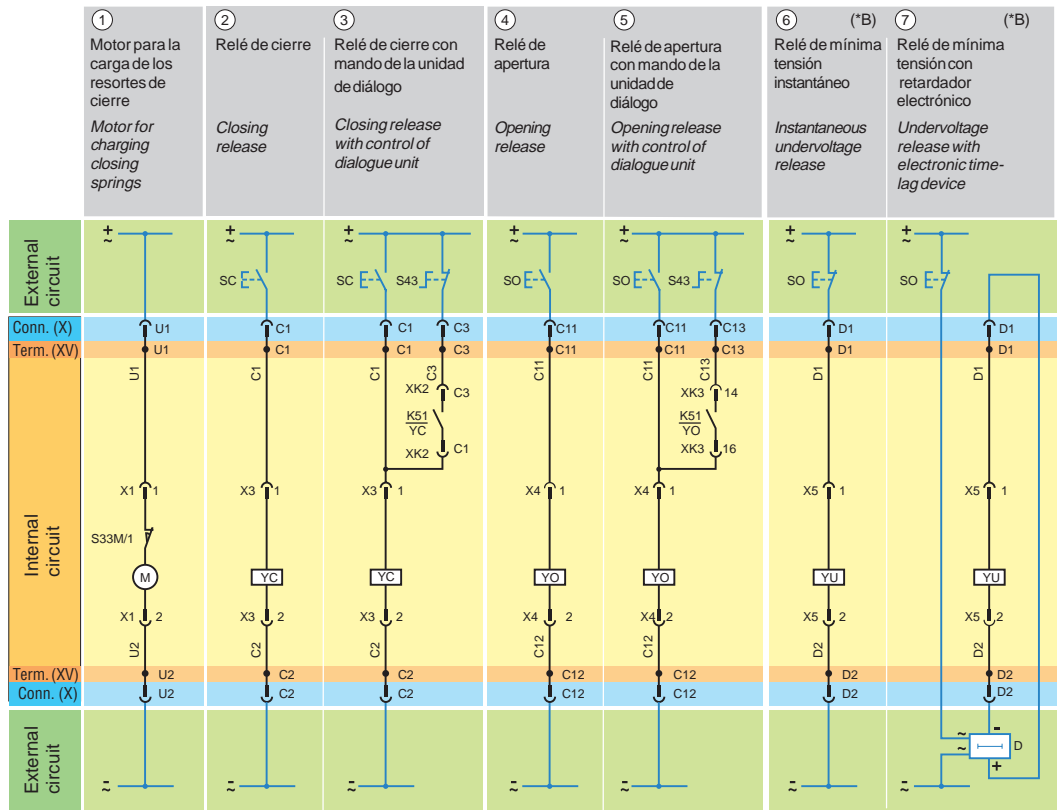 1
Motor para la
carga de los
resortes de
cierre
Motor for
charging
closing
springs
2
Relé de cierre
Closing
release
3
Relé de cierre con
mando de la unidad
de diálogo
Closing release
with control of
dialogue unit
4
Relé de
apertura
Opening
release
5
Relé de apertura
con mando de la
unidad de
diálogo
Opening release
with control of
dialogue unit
6 (*B)
Relé de mínima
tensión
instantáneo
Instantaneous
undervoltage
release
7 (*B)
Relé de mínima
tensión con
retardador
electrónico
Undervoltage
release with
electronic time-
lag device
External
circuit
+ + + + + + +
~ ~ ~ ~ ~ ~ ~
SC SC S43 SO SO S43 SO SO
Conn. (X) U1 C1 C1 C3 C11 C11 C13 D1 D1
Term. (XV) U1 C1 C1 C3 C11 C11 C13 D1 D1
Internal
circuit
U1 C1 C1 C3 C11 C11 C13 D1 D1
XK2 C3 XK3 14
K51 K51
YC YO
XK2 C1 XK3 16
X1 1 X3 1 X3 1 X4 1 X4 1 X5 1 X5 1
S33M/1
M YC YC YO YO YU YU
X1 2 X3 2 X3 2 X4 2 X4 2 X5 2 X5 2
U2 C2 C2 C12 C12 D2 D2
Term. (XV) U2 C2 C2 C12 C12 D2 D2
Conn. (X) U2 C2 C2 C12 C12 D2 D2
External
circuit
~ -
~ D
+
- - - - - - -
~ ~ ~ ~ ~ ~ ~